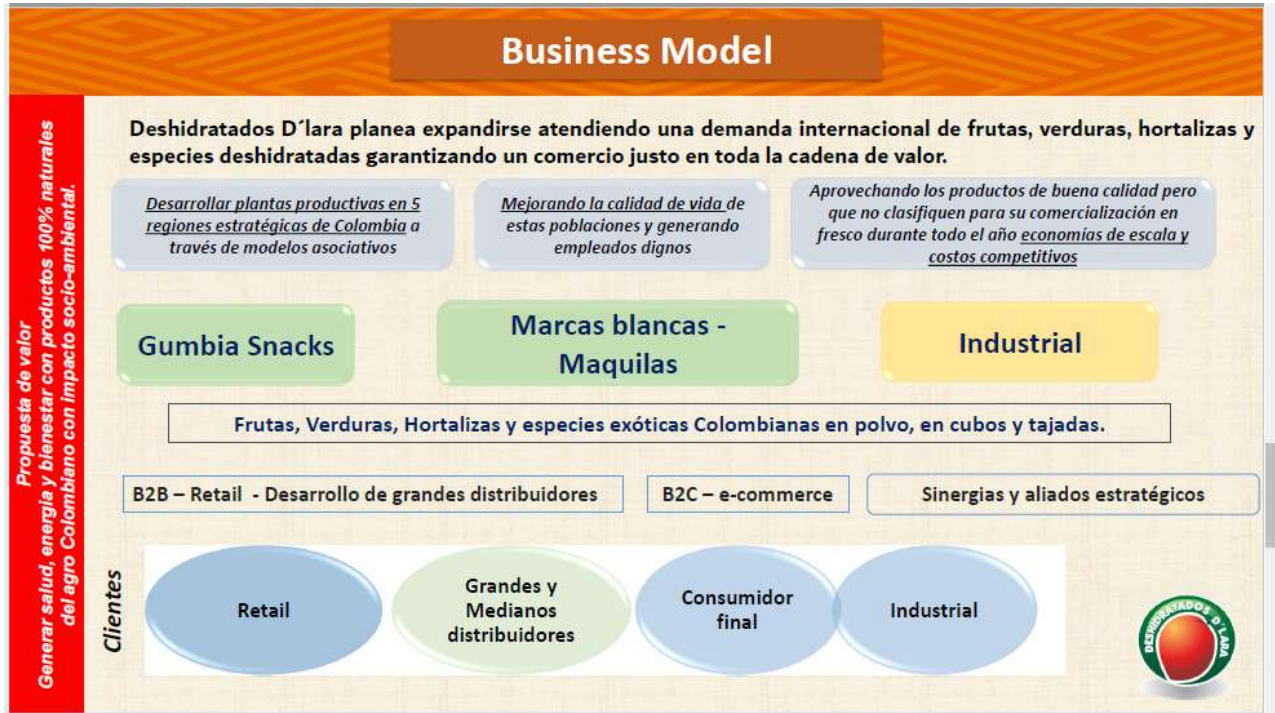 Business Model
Propuesta de valor
Generar salud, energía y bienestar con productos 100% naturales
del agro Colombiano con impacto socio-ambiental.
Deshidratados D´lara planea expandirse atendiendo una demanda internacional de frutas, verduras, hortalizas y
especies deshidratadas garantizando un comercio justo en toda la cadena de valor.
Desarrollar plantas productivas en 5
regiones estratégicas de Colombia a
través de modelos asociativos
Mejorando la calidad de vida de
estas poblaciones y generando
empleados dignos
Aprovechando los productos de buena calidad pero
que no clasifiquen para su comercialización en
fresco durante todo el año economías de escala y
costos competitivos
Gumbia Snacks
Marcas blancas -
Maquilas
Industrial
Frutas, Verduras, Hortalizas y especies exóticas Colombianas en polvo, en cubos y tajadas.
B2B – Retail - Desarrollo de grandes distribuidores
B2C – e-commerce
Sinergias y aliados estratégicos
Clientes
Retail
Grandes y
Medianos
distribuidores
Consumidor
final
Industrial
DESHIDRATADOS D'LARA